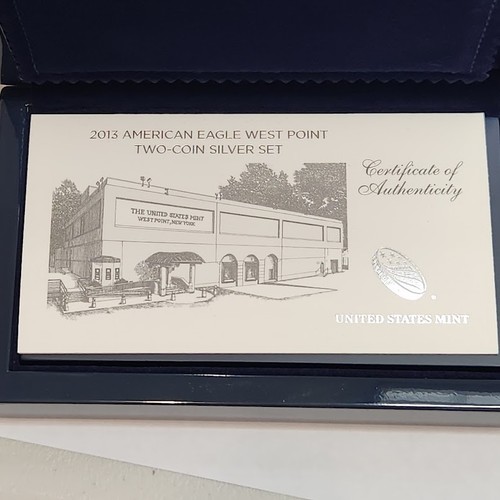 2013 AMERICAN EAGLE WEST POINT
TWO-COIN SILVER SET
Certificate of
Authenticity
THE UNITED STATES MINT
WEST POINT, NEW YORK
UNITED STATES MINT